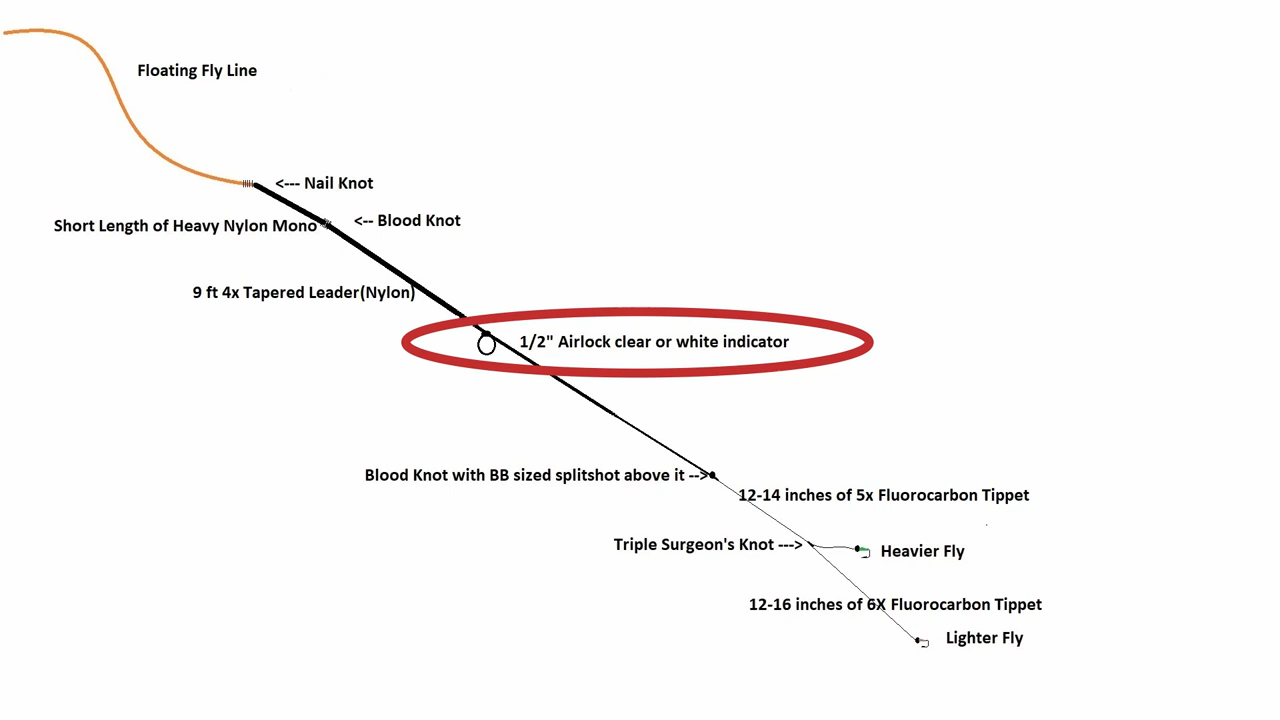 Floating Fly Line
<--- Nail Knot
<-- Blood Knot
Short Length of Heavy Nylon Mono
9 ft 4x Tapered Leader(Nylon)
1/2" Airlock clear or white indicator
Blood Knot with BB sized splitshot above it -->
12-14 inches of 5x Fluorocarbon Tippet
Triple Surgeon's Knot --->
Heavier Fly
12-16 inches of 6X Fluorocarbon Tippet
Lighter Fly